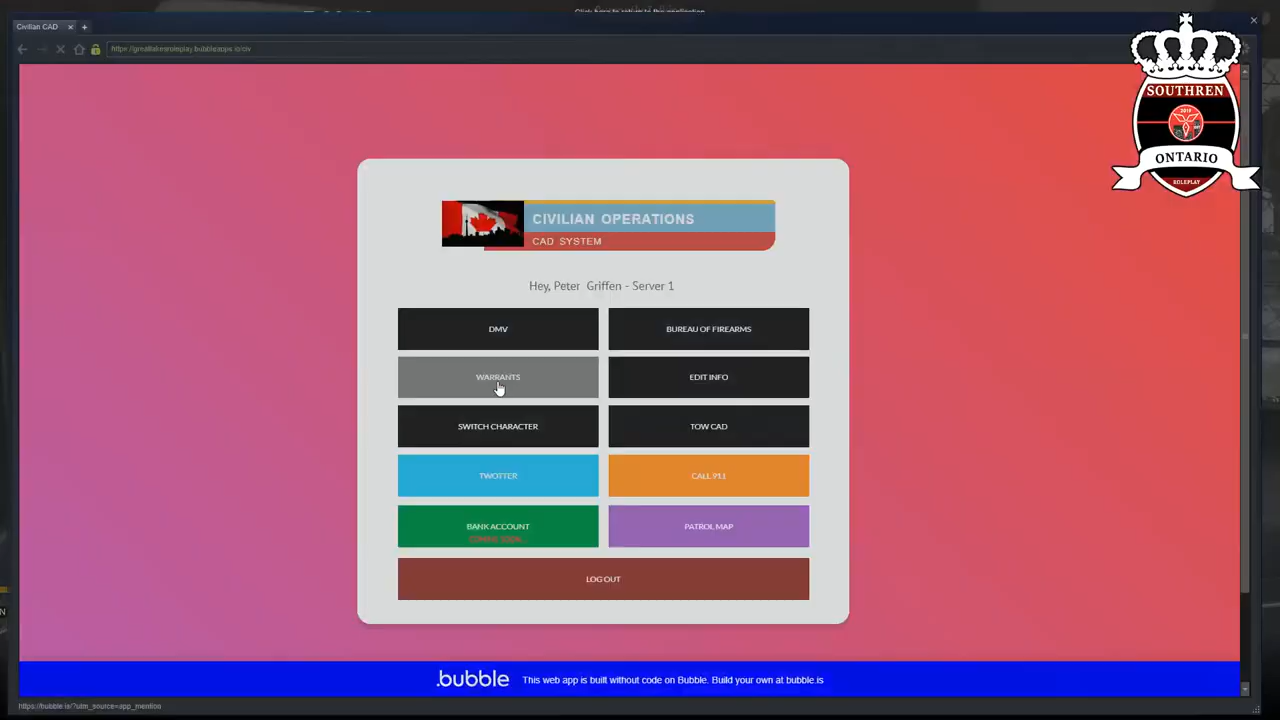 Civilian CAD
https://greatlakesroleplay.bubbleapps.io/civ
SOUTHREN
2018
ONTARIO
ROLEPLAY
CIVILIAN OPERATIONS
CAD SYSTEM
Hey, Peter Griffen - Server 1
DMV
BUREAU OF FIREARMS
WARRANTS
EDIT INFO
SWITCH CHARACTER
TOW CAD
TWOTTER
CALL 911
BANK ACCOUNT
COMING SOON...
PATROL MAP
LOG OUT
.bubble
This web app is built without code on Bubble. Build your own at bubble.is
https://bubble.is/?utm_source=app_mention